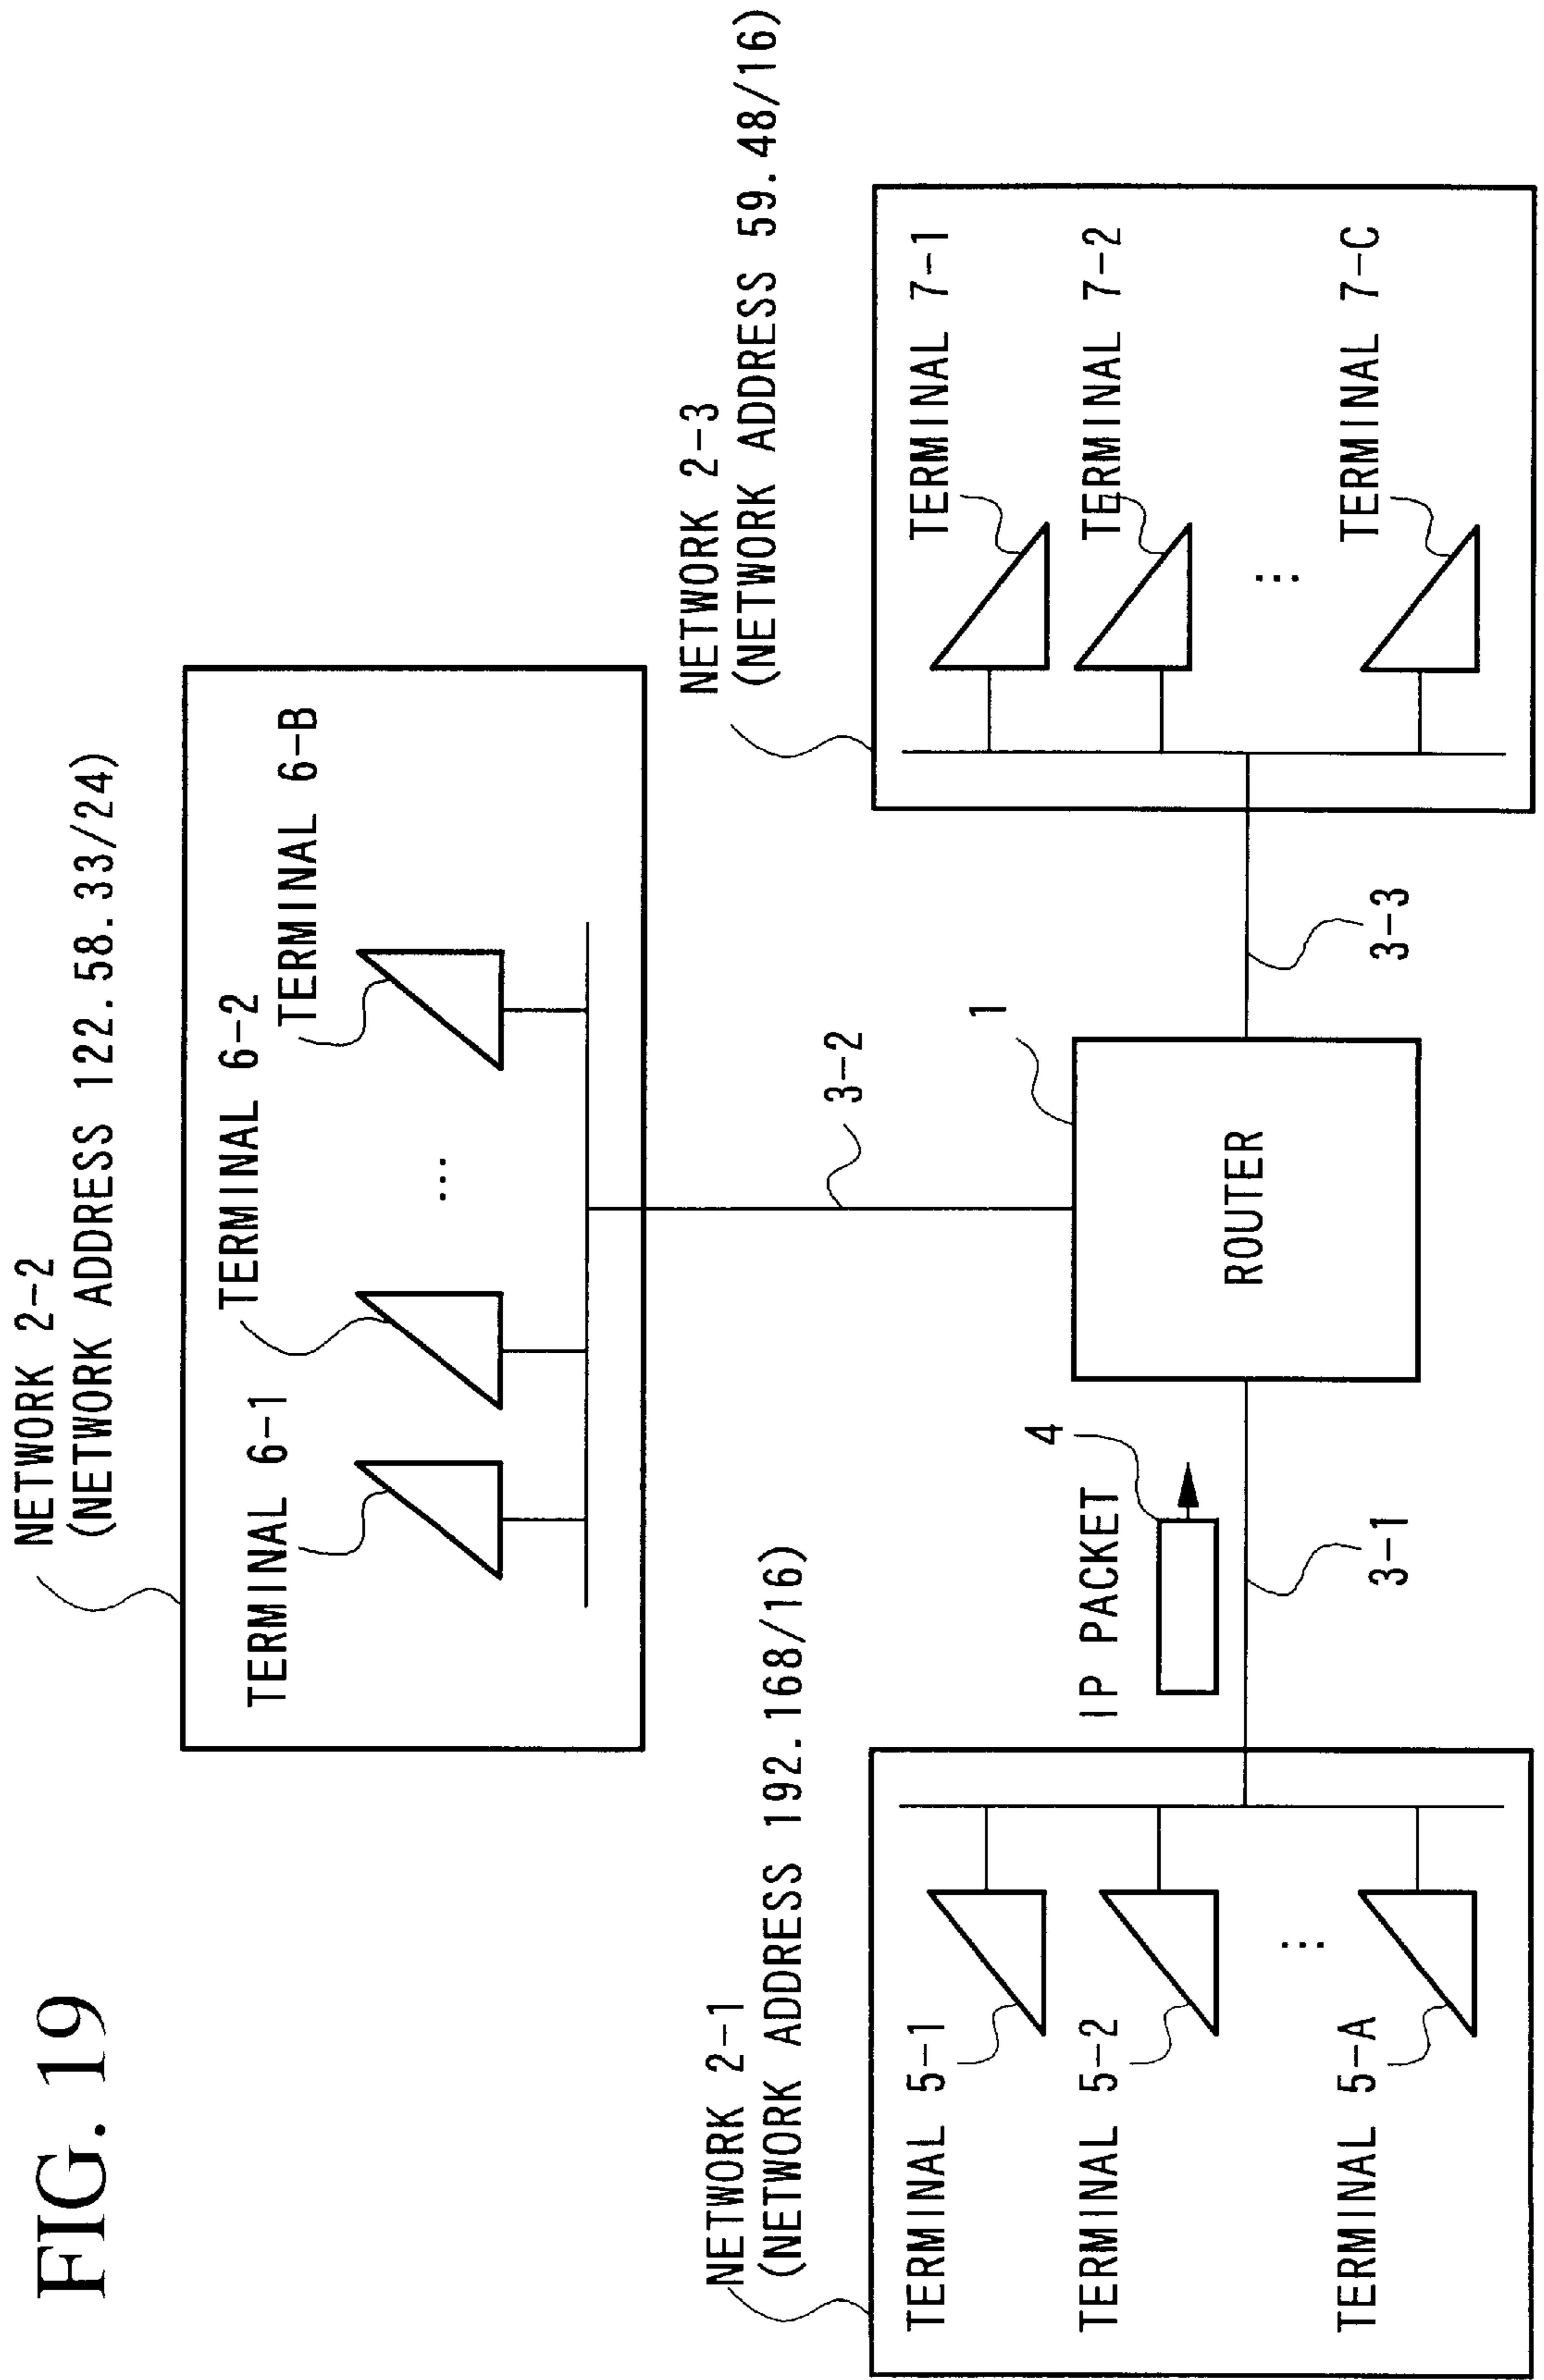 FIG. 19
NETWORK 2-2
(NETWORK ADDRESS 122.58.33/24)
TERMINAL 6-1
TERMINAL 6-2
TERMINAL 6-B
...
NETWORK 2-1
(NETWORK ADDRESS 192.168/16)
TERMINAL 5-1
TERMINAL 5-2
...
TERMINAL 5-A
IP PACKET
4
3-1
3-2
1
ROUTER
3-3
NETWORK 2-3
(NETWORK ADDRESS 59.48/16)
TERMINAL 7-1
TERMINAL 7-2
...
TERMINAL 7-C